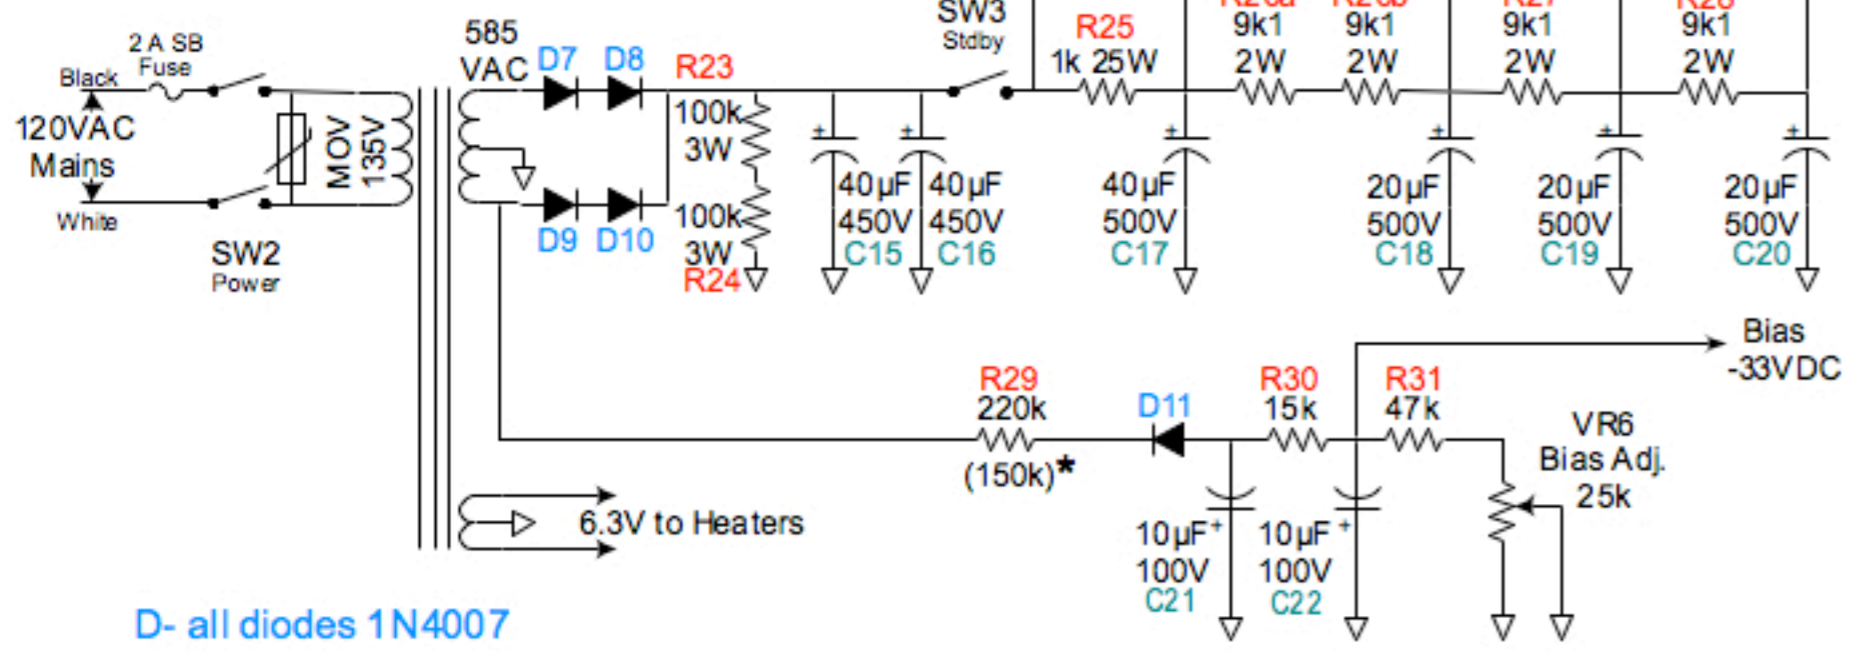 SW3
Stdby
R26a
R26b
R27
R28
9k1
9k1
9k1
9k1
2W
2W
2W
2W
R25
1k 25W
585
VAC
D7
D8
R23
2 A SB
Fuse
Black
120VAC
Mains
White
MOV
135V
SW2
Power
100k
3W
100k
3W
R24
D9
D10
+
40µF
450V
C15
+
40µF
450V
C16
+
40µF
500V
C17
+
20µF
500V
C18
+
20µF
500V
C19
+
20µF
500V
C20
Bias
-33VDC
R29
220k
(150k)*
D11
R30
15k
R31
47k
VR6
Bias Adj.
25k
10µF+
100V
C21
10µF+
100V
C22
6.3V to Heaters
D- all diodes 1N4007